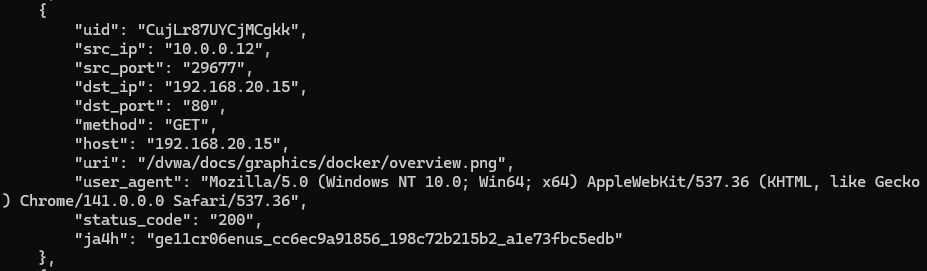 {
"uid": "CujLr87UYCjMCgkk",
"src_ip": "10.0.0.12",
"src_port": "29677",
"dst_ip": "192.168.20.15",
"dst_port": "80",
"method": "GET",
"host": "192.168.20.15",
"uri": "/dvwa/docs/graphics/docker/overview.png",
"user_agent": "Mozilla/5.0 (Windows NT 10.0; Win64; x64) AppleWebKit/537.36 (KHTML, like Gecko
) Chrome/141.0.0.0 Safari/537.36",
"status_code": "200",
"ja4h": "ge11cr06enus_cc6ec9a91856_198c72b215b2_a1e73fbc5edb"
},